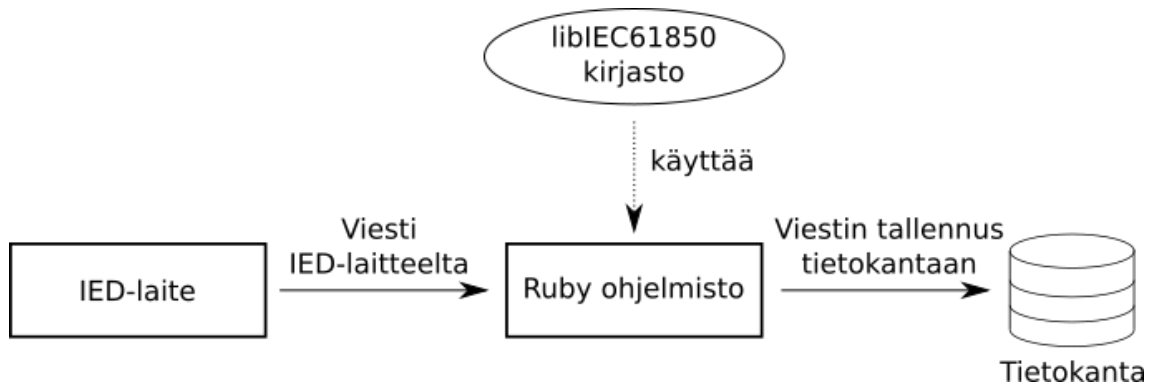 libIEC61850
kirjasto
käyttää
Viesti
IED-laitteelta
Viestin tallennus
tietokantaan
IED-laite
Ruby ohjelmisto
Tietokanta